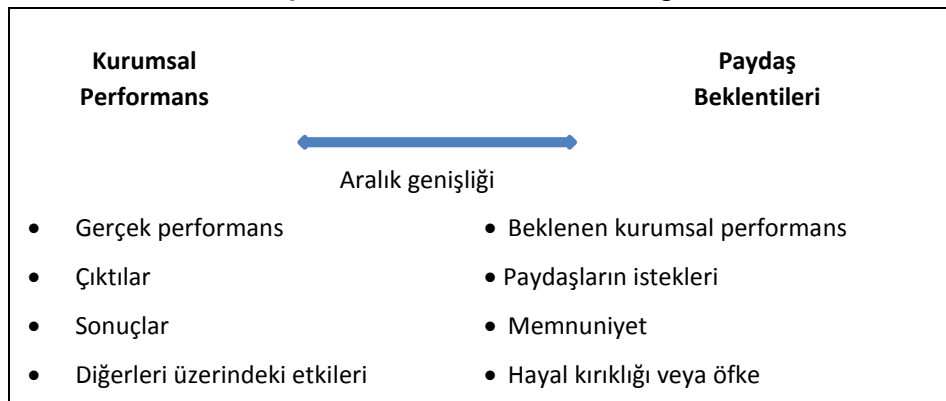 Kurumsal Performans
Paydaş Beklentileri
Aralık genişliği
• Gerçek performans
• Çıktılar
• Sonuçlar
• Diğerleri üzerindeki etkileri
• Beklenen kurumsal performans
• Paydaşların istekleri
• Memnuniyet
• Hayal kırıklığı veya öfke